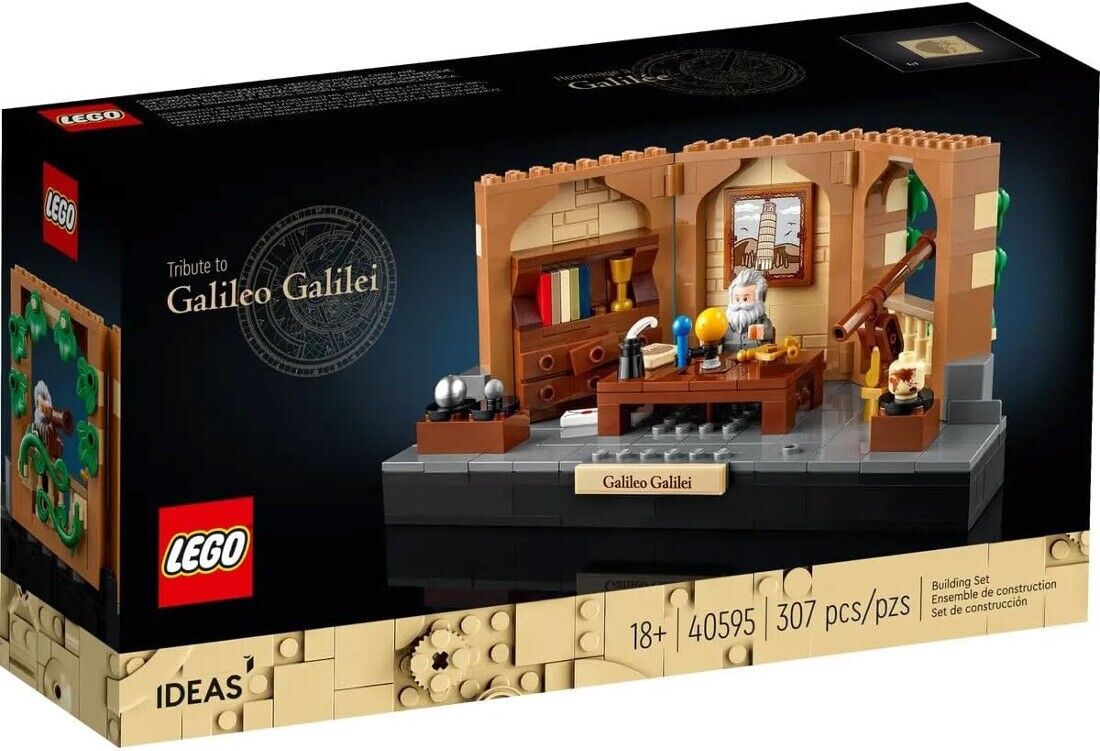 LEGO
Hommage à
Galilée
LEGO
Tribute to
Galileo Galilei
Galileo Galilei
LEGO
IDEAS
18+
40595
307 pcs/pzs
Building Set
Ensemble de construction
Set de construcción